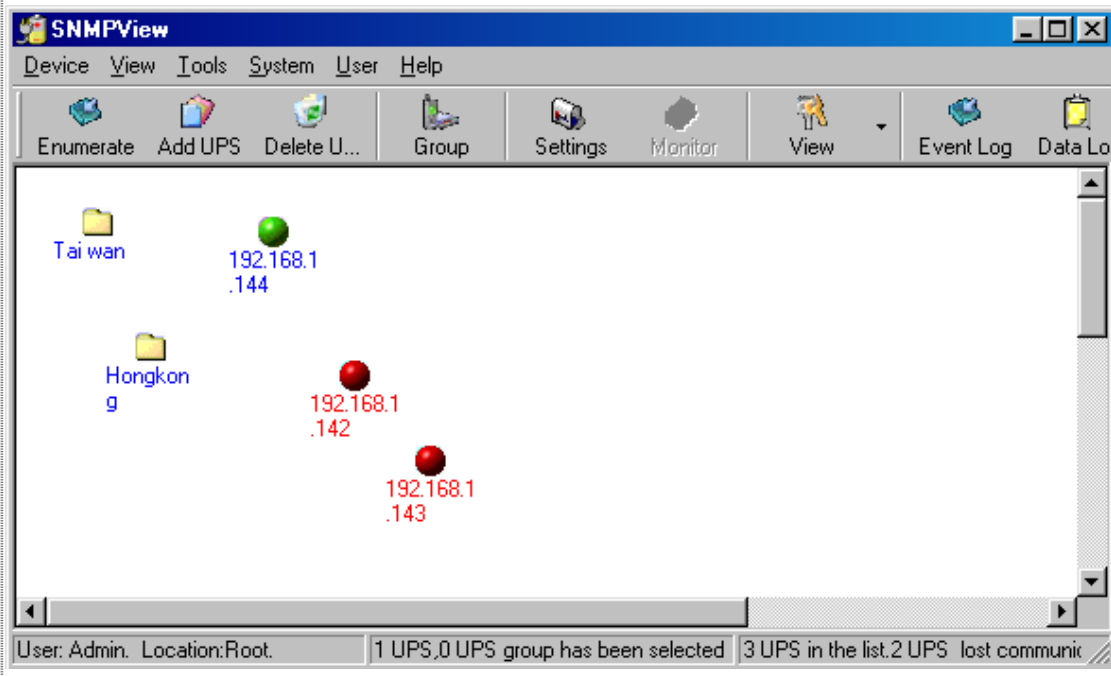 SNMPView
Device View Tools System User Help
Enumerate Add UPS Delete U... Group Settings Monitor View Event Log Data Lo
Tai wan
192.168.1
.144
Hongkon
g
192.168.1
.142
192.168.1
.143
User: Admin. Location:Root. 1 UPS,0 UPS group has been selected 3 UPS in the list.2 UPS lost communic